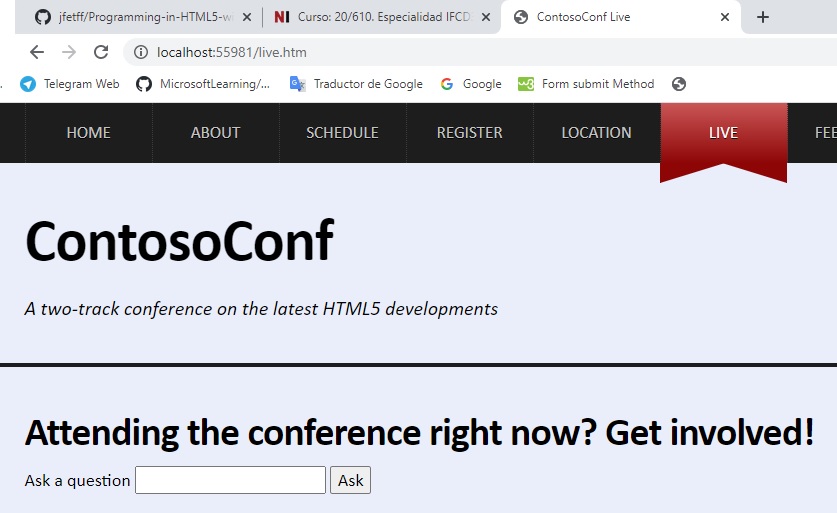 jfetff/Programming-in-HTML5-wi
NI Curso: 20/610. Especialidad IFCD
ContosoConf Live
localhost:55981/live.htm
Telegram Web
MicrosoftLearning/...
Traductor de Google
Google
Form submit Method
HOME
ABOUT
SCHEDULE
REGISTER
LOCATION
LIVE
FEE
ContosoConf
A two-track conference on the latest HTML5 developments
Attending the conference right now? Get involved!
Ask a question
Ask